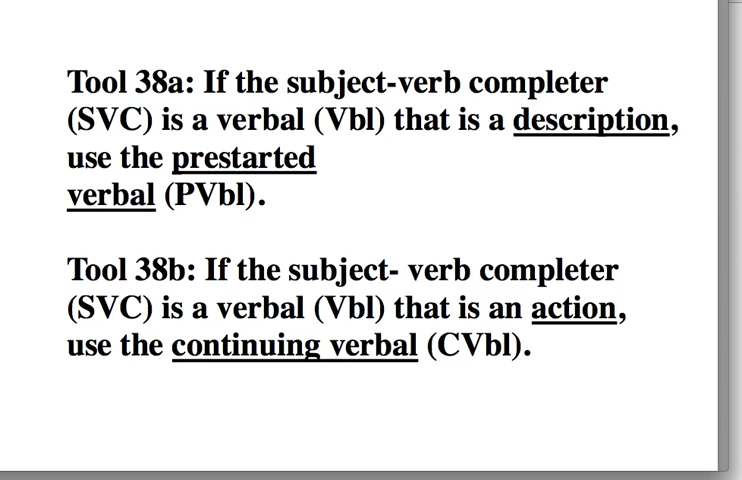 Tool 38a: If the subject-verb completer
(SVC) is a verbal (Vbl) that is a description,
use the prestarted
verbal (PVbl).
Tool 38b: If the subject- verb completer
(SVC) is a verbal (Vbl) that is an action,
use the continuing verbal (CVbl).